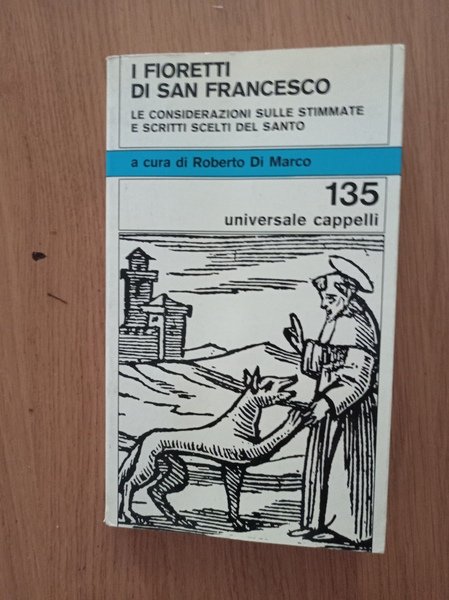 I FIORETTI
DI SAN FRANCESCO
LE CONSIDERAZIONI SULLE STIMMATE
E SCRITTI SCELTI DEL SANTO
a cura di Roberto Di Marco
135
universale cappelli